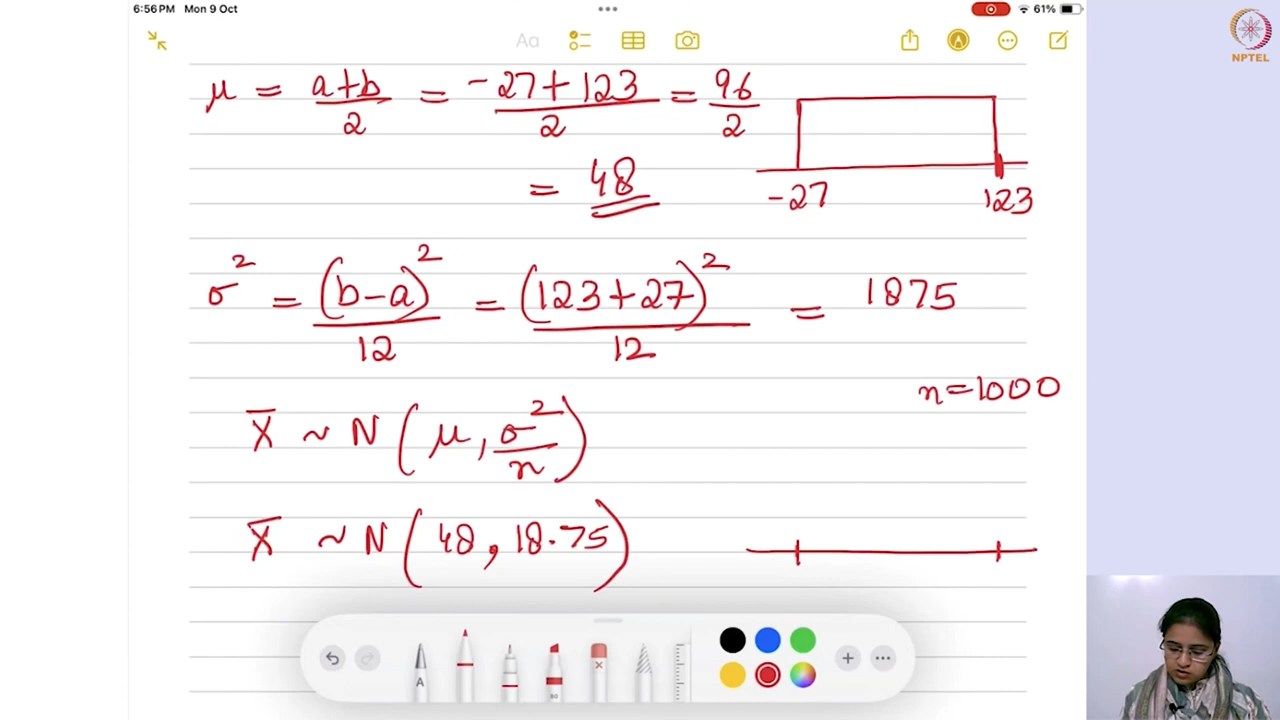 6:56 PM Mon 9 Oct
61%
Aa
NPTEL
μ = a+b/2 = -27+123/2 = 96/2
= 48
-27 123
σ² = (b-a)²/12 = (123+27)²/12 = 1875
n=1000
X̄ ~ N(μ, σ²/n)
X̄ ~ N(48, 18.75)
A
80